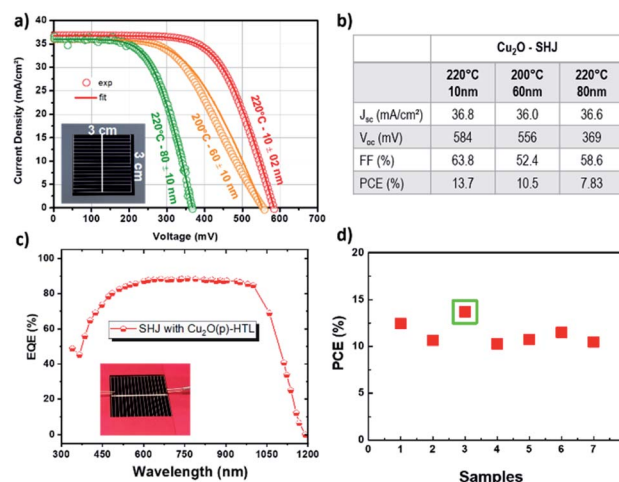 a)
40
35
30
25
20
15
10
5
0
Current Density (mA/cm²)
exp
fit
3 cm
3 cm
220°C - 80 ± 10 nm
200°C - 60 ± 10 nm
220°C - 10 ± 02 nm
0 100 200 300 400 500 600 700
Voltage (mV)
b)
Cu₂O - SHJ
220°C 200°C 220°C
10nm 60nm 80nm
Jsc (mA/cm²) 36.8 36.0 36.6
Voc (mV) 584 556 369
FF (%) 63.8 52.4 58.6
PCE (%) 13.7 10.5 7.83
c)
100
80
60
40
20
0
EQE (%)
SHJ with Cu₂O(p)-HTL
300 450 600 750 900 1050 1200
Wavelength (nm)
d)
25
20
15
10
5
0
PCE (%)
1 2 3 4 5 6 7
Samples